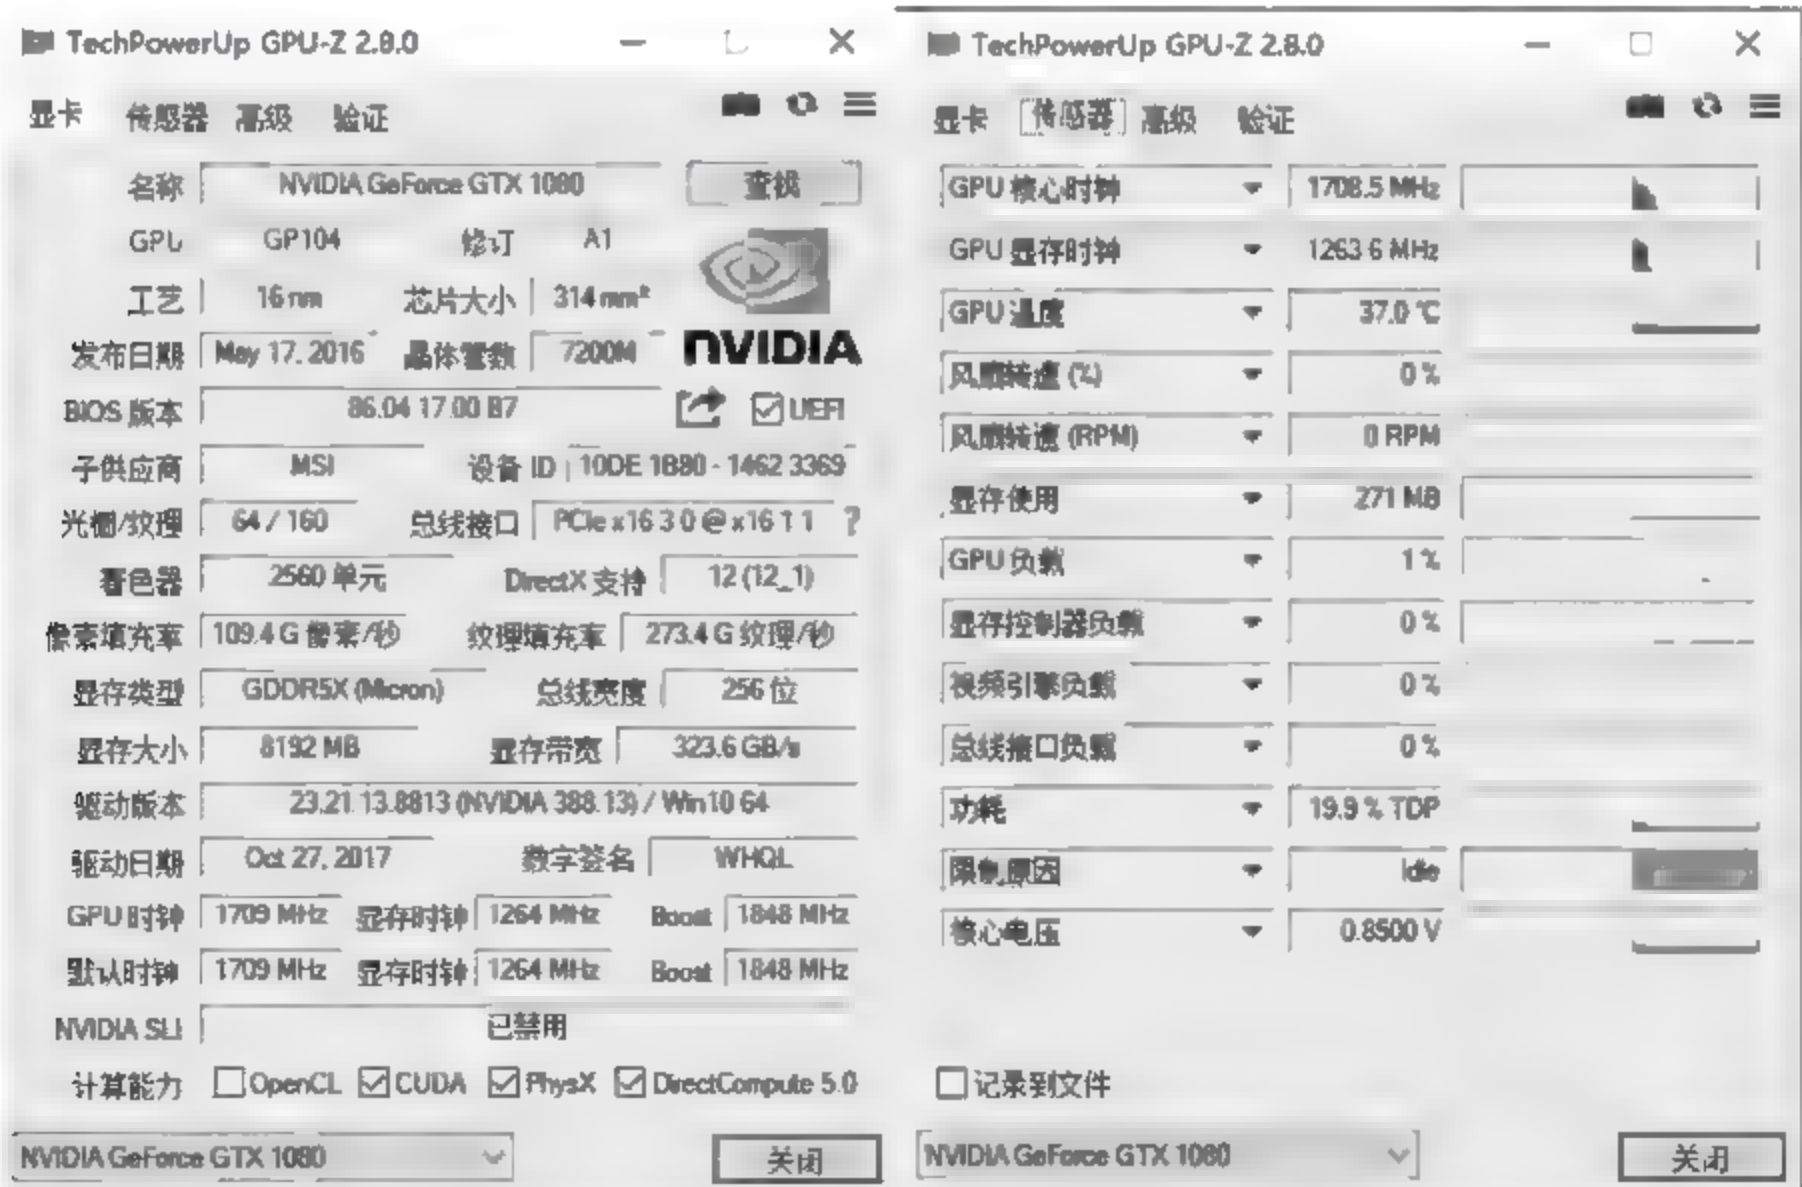 TechPowerUp GPU-Z 2.8.0
显卡 传感器 高级 验证
名称 NVIDIA GeForce GTX 1080 查找
GPU GP104 修订 A1
工艺 16 nm 芯片大小 314 mm²
发布日期 May 17, 2016 晶体管数 7200M
NVIDIA
BIOS 版本 86.04.17.00.B7 UEFI
子供应商 MSI 设备 ID 10DE 1B80 - 1462 3369
光栅/纹理 64 / 160 总线接口 PCIe x16 3.0 @ x16 1.1 ?
着色器 2560 单元 DirectX 支持 12 (12_1)
像素填充率 109.4 G 像素/秒 纹理填充率 273.4 G 纹理/秒
显存类型 GDDR5X (Micron) 总线宽度 256 位
显存大小 8192 MB 显存带宽 323.6 GB/s
驱动版本 23.21.13.8813 (NVIDIA 388.13) / Win10 64
驱动日期 Oct 27, 2017 数字签名 WHQL
GPU 时钟 1709 MHz 显存时钟 1264 MHz Boost 1848 MHz
默认时钟 1709 MHz 显存时钟 1264 MHz Boost 1848 MHz
NVIDIA SLI 已禁用
计算能力 OpenCL CUDA PhysX DirectCompute 5.0
NVIDIA GeForce GTX 1080 关闭
TechPowerUp GPU-Z 2.8.0
显卡 传感器 高级 验证
GPU 核心时钟 1708.5 MHz
GPU 显存时钟 1263.6 MHz
GPU 温度 37.0 ℃
风扇转速 (%) 0 %
风扇转速 (RPM) 0 RPM
显存使用 271 MB
GPU 负载 1 %
显存控制器负载 0 %
视频引擎负载 0 %
总线接口负载 0 %
功耗 19.9 % TDP
限制原因 Idle
核心电压 0.8500 V
记录到文件
NVIDIA GeForce GTX 1080 关闭